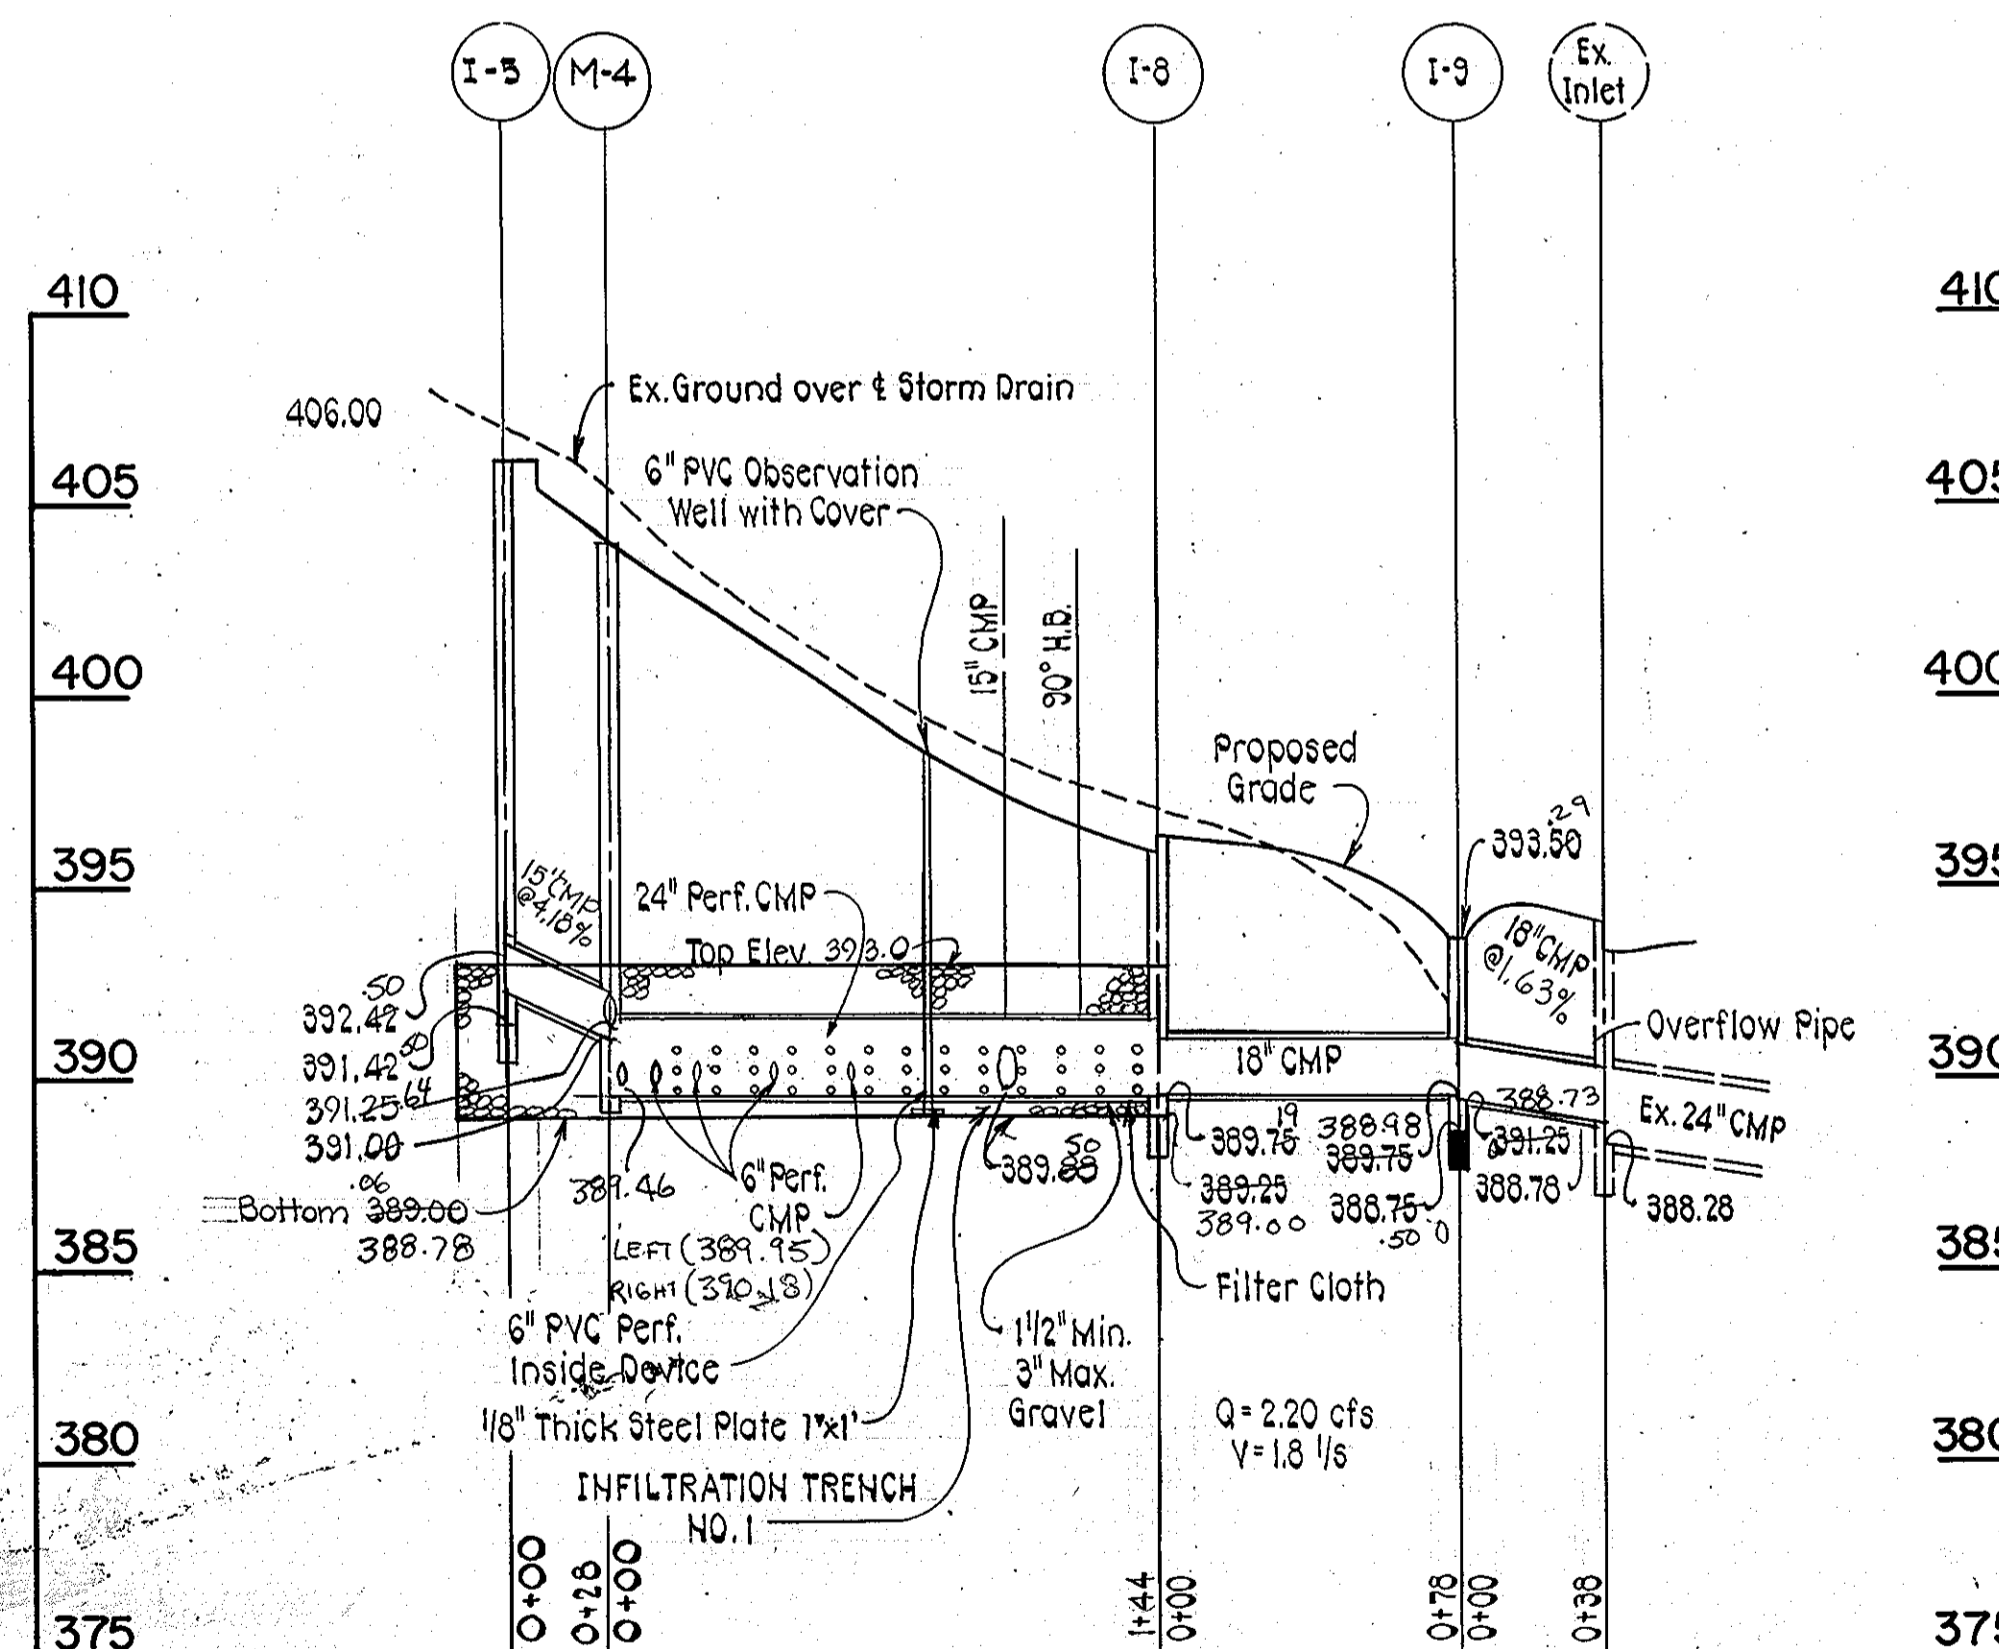 I-5
M-4
I-8
I-9
Ex.
Inlet
410
410
406.00
Ex. Ground over ℄ Storm Drain
405
405
6" PVC Observation
Well with Cover
400
400
15" CMP
90° H.B.
Proposed
Grade
.29
393.50
395
395
15" CMP
@4.18%
24" Perf. CMP
Top Elev. 393.0
18" CMP
@1.63%
.50
392.42
.50
391.42
391.25 .64
391.00
.06
390
390
18" CMP
Overflow Pipe
388.73
Ex. 24" CMP
Bottom 389.00
388.78
389.46
6" Perf.
CMP
LEFT (389.95)
RIGHT (390.18)
50
389.88
19
389.75
389.25
389.00
388.98
389.75
388.75
.50
391.25
388.78
388.28
385
385
Filter Cloth
6" PVC Perf.
Inside Device
1/8" Thick Steel Plate 1'x1'
1 1/2" Min.
3" Max.
Gravel
Q = 2.20 cfs
V = 1.8 '/s
INFILTRATION TRENCH
NO. 1
380
380
375
375
0+00
0+28
0+00
1+44
0+00
0+78
0+00
0+38